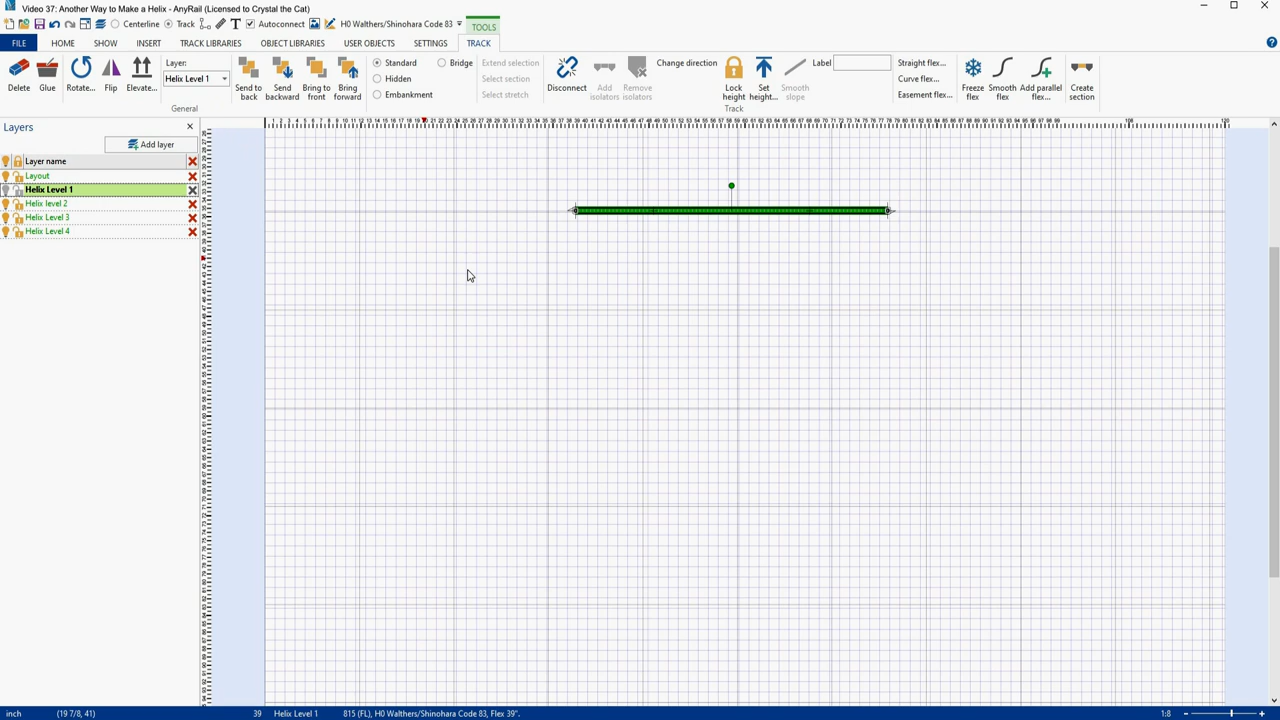 Video 37: Another Way to Make a Helix - AnyRail (Licensed to Crystal the Cat)
Centerline Track Autoconnect H0 Walthers/Shinohara Code 83 TOOLS
FILE HOME SHOW INSERT TRACK LIBRARIES OBJECT LIBRARIES USER OBJECTS SETTINGS TRACK
Delete Glue Rotate... Flip Elevate...
Layer:
Helix Level 1
General
Send to back
Send backward
Bring to front
Bring forward
Standard
Hidden
Embankment
Bridge
Extend selection
Select section
Select stretch
Disconnect
Add isolators
Remove isolators
Change direction
Lock height
Set height...
Smooth slope
Label
Track
Straight flex...
Curve flex...
Easement flex...
Freeze flex
Smooth flex
Add parallel flex...
Create section
Layers
Add layer
Layer name
Layout
Helix Level 1
Helix level 2
Helix Level 3
Helix Level 4
inch (19 7/8, 41) 39 Helix Level 1 815 (FL), H0 Walthers/Shinohara Code 83, Flex 39". 1:8